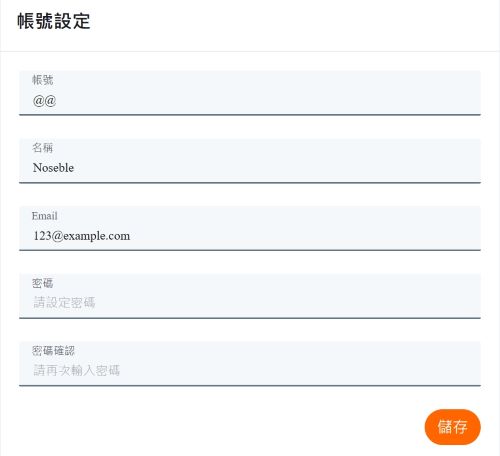 帳號設定
帳號
@@
名稱
Noseble
Email
123@example.com
密碼
請設定密碼
密碼確認
請再次輸入密碼
儲存